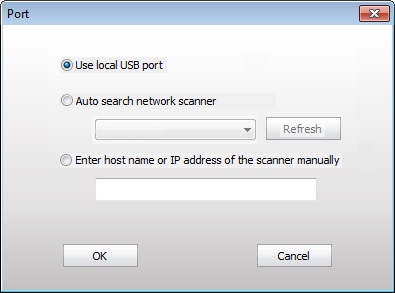 Port
Use local USB port
Auto search network scanner
Refresh
Enter host name or IP address of the scanner manually
OK Cancel